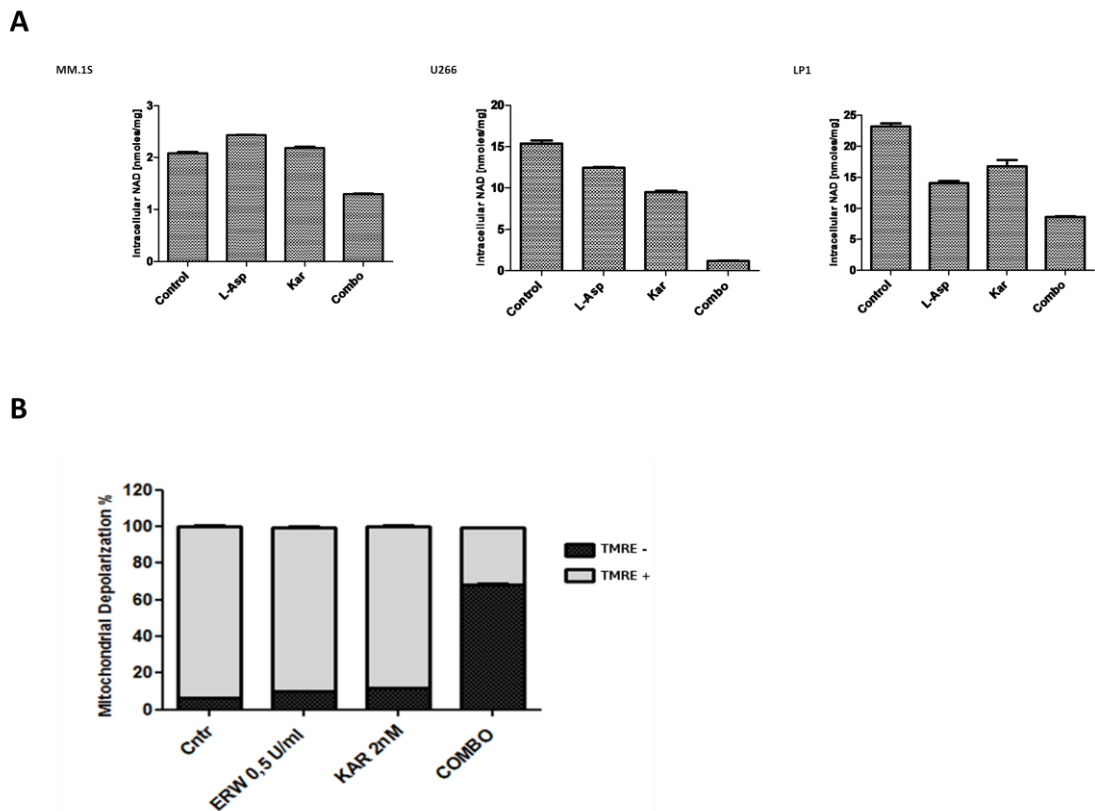 A
MM.1S
U266
LP1
Intracellular NAD [nmoles/mg]
3
2
1
0
Control
L-Asp
Kar
Combo
Intracellular NAD [nmoles/mg]
20
15
10
5
0
Control
L-Asp
Kar
Combo
Intracellular NAD [nmoles/mg]
25
20
15
10
5
0
Control
L-Asp
Kar
Combo
B
Mitochondrial Depolarization %
120
100
80
60
40
20
0
Cntr
ERW 0,5 U/ml
KAR 2nM
COMBO
TMRE -
TMRE +